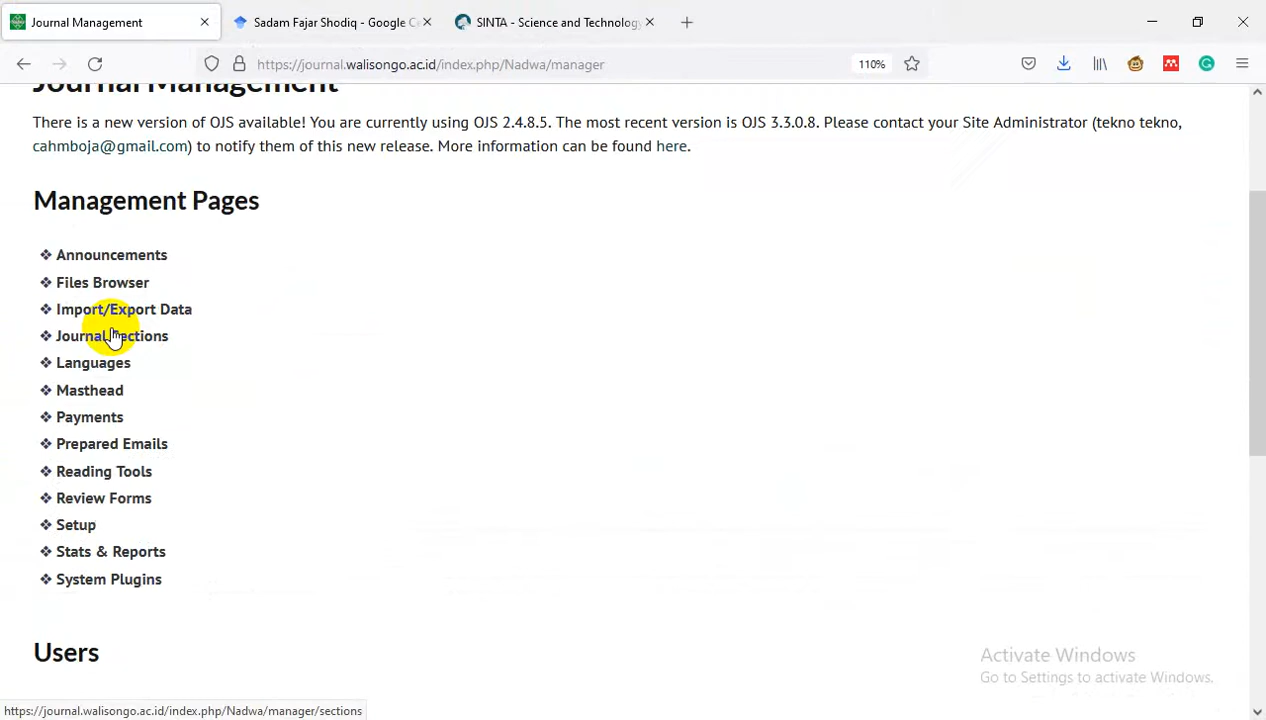 Journal Management
Sadam Fajar Shodiq - Google C
SINTA - Science and Technology
https://journal.walisongo.ac.id/index.php/Nadwa/manager
110%
Journal Management
There is a new version of OJS available! You are currently using OJS 2.4.8.5. The most recent version is OJS 3.3.0.8. Please contact your Site Administrator (tekno tekno,
cahmboja@gmail.com) to notify them of this new release. More information can be found here.
Management Pages
❖ Announcements
❖ Files Browser
❖ Import/Export Data
❖ Journal Sections
❖ Languages
❖ Masthead
❖ Payments
❖ Prepared Emails
❖ Reading Tools
❖ Review Forms
❖ Setup
❖ Stats & Reports
❖ System Plugins
Users
Activate Windows
Go to Settings to activate Windows.
https://journal.walisongo.ac.id/index.php/Nadwa/manager/sections